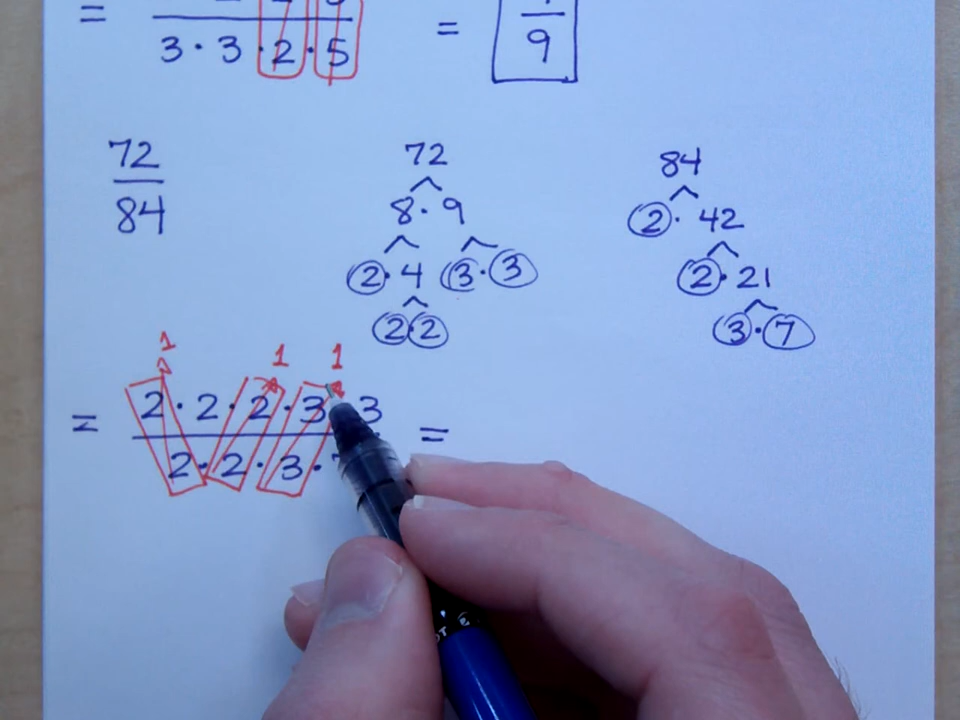 =
3 · 3 · 2 · 5 = 9
72 72 84
84 8 · 9 2 · 42
2 · 4 3 · 3 2 · 21
2 · 2 3 · 7
1 1 1
= 2 · 2 · 2 · 3 · 3 =
2 · 2 · 3 ·